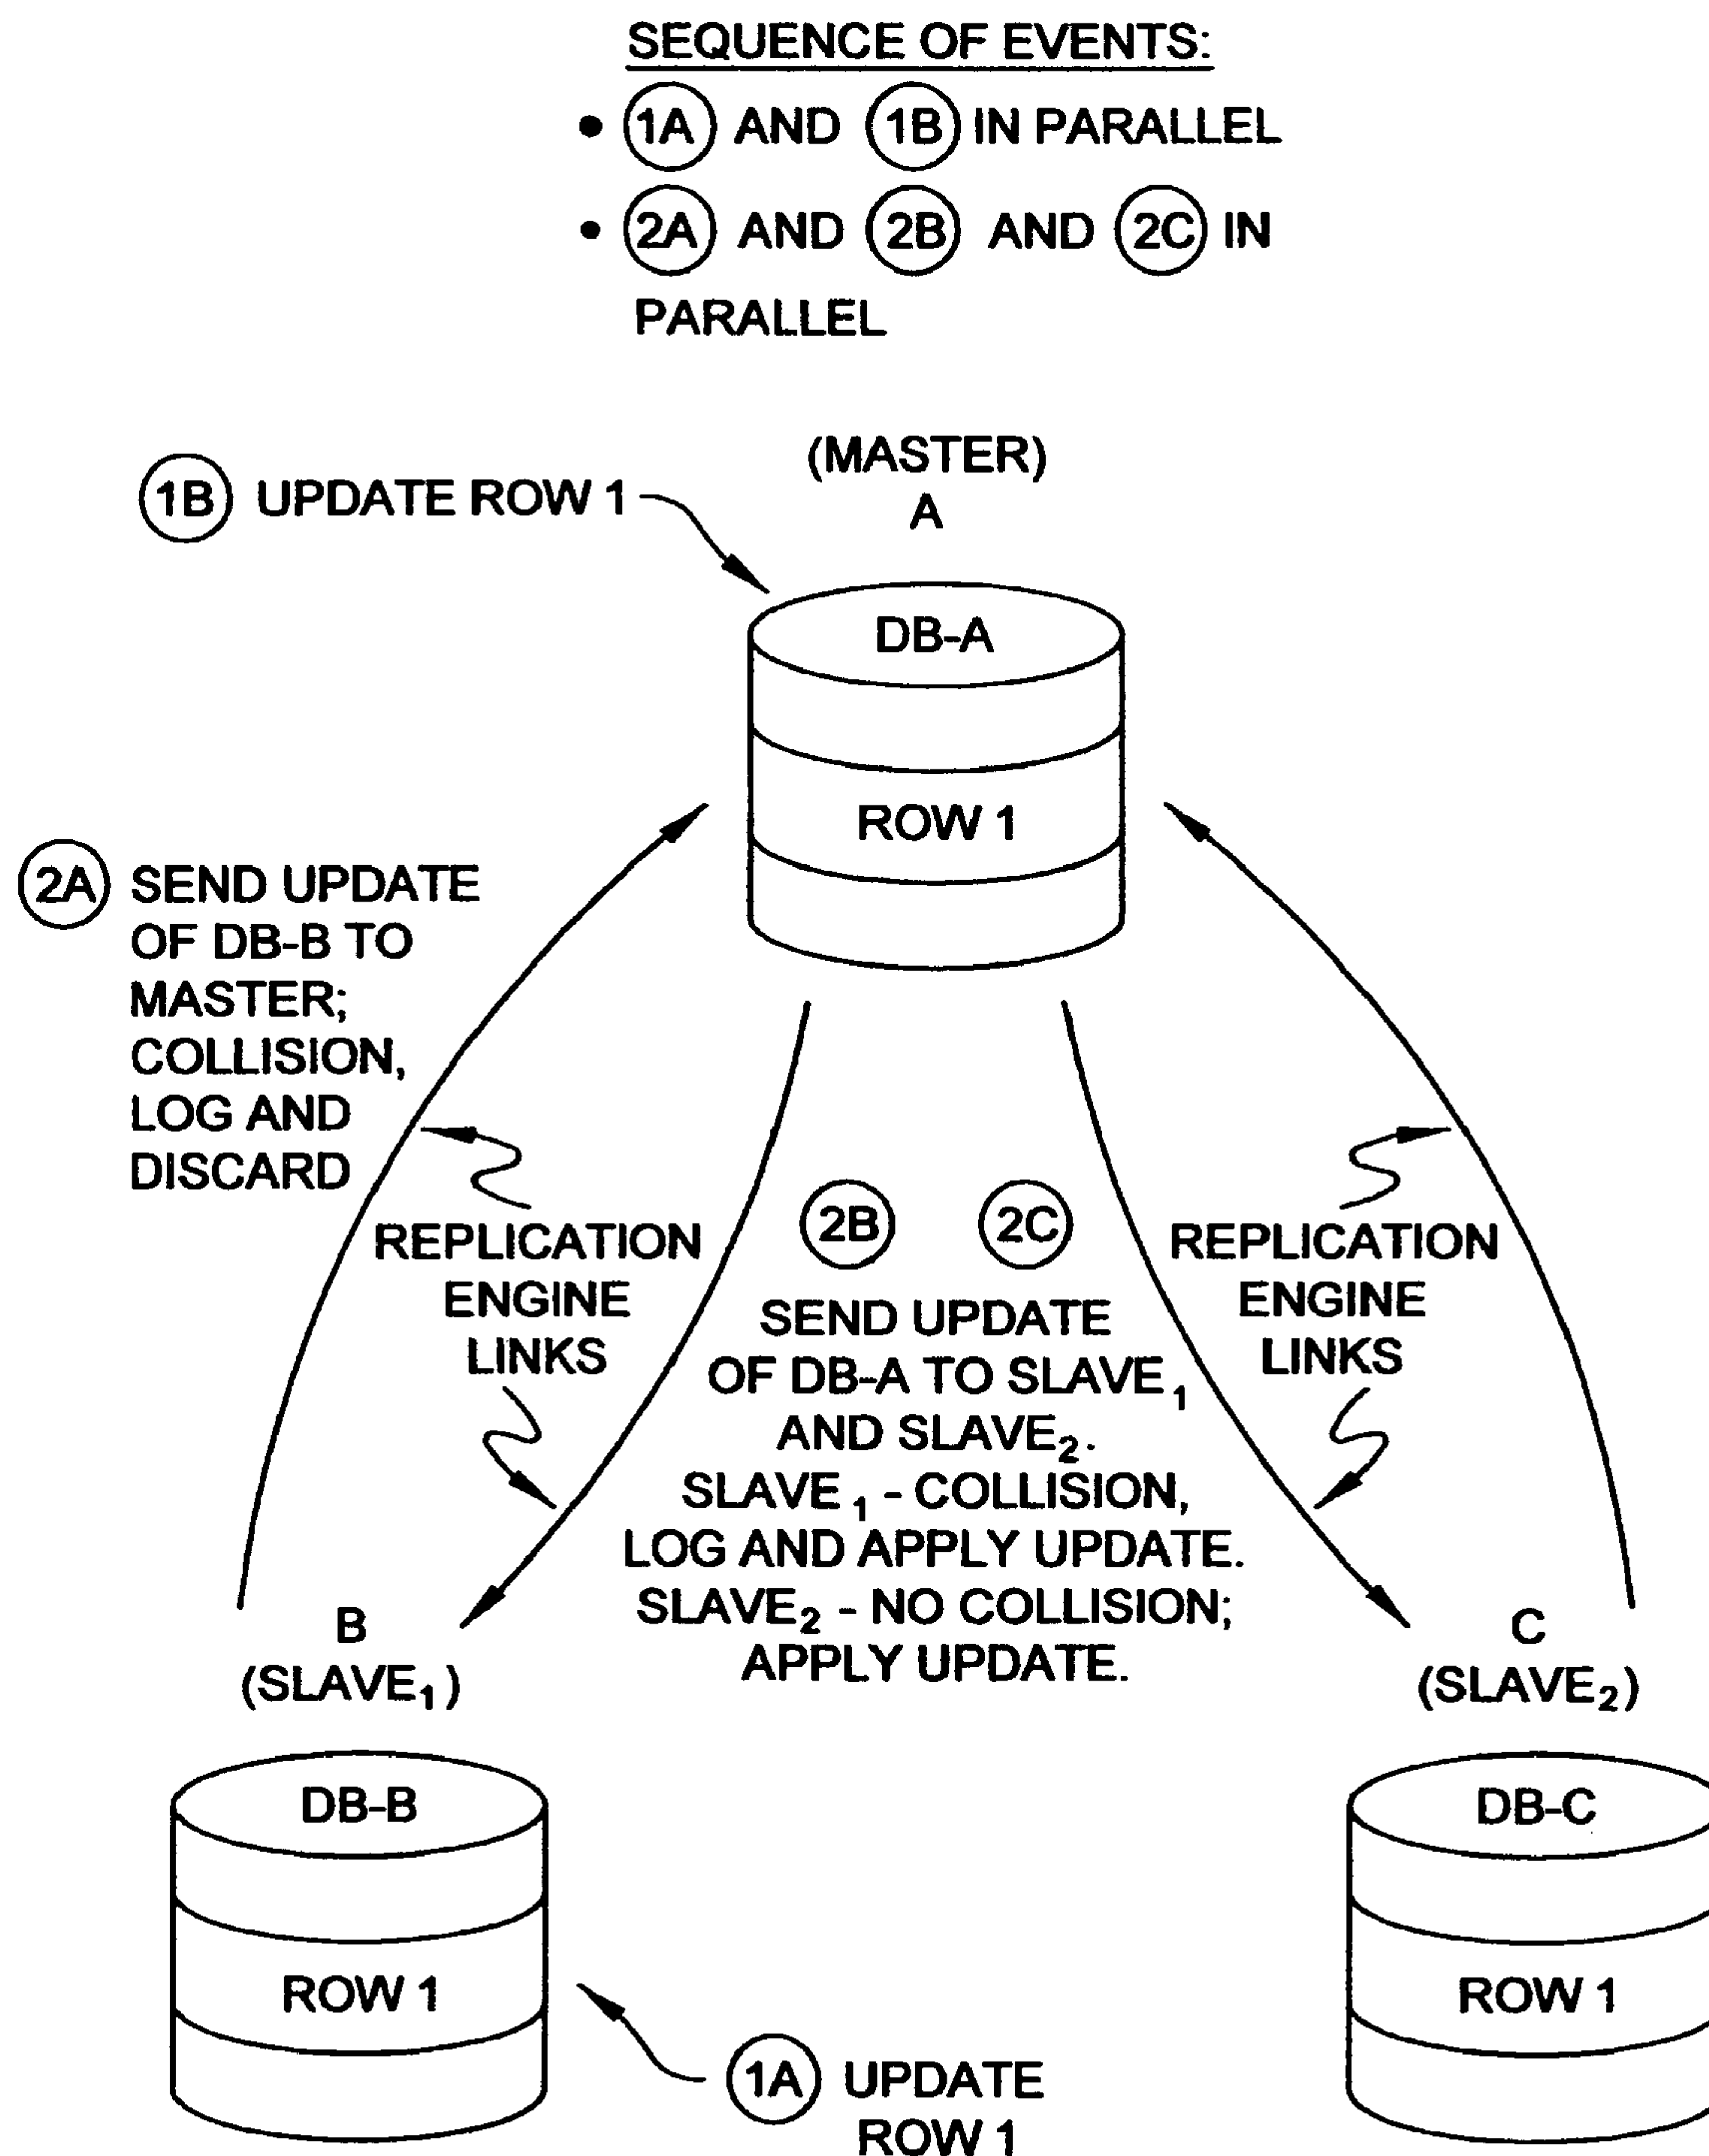 SEQUENCE OF EVENTS:
• 1A AND 1B IN PARALLEL
• 2A AND 2B AND 2C IN
PARALLEL
(MASTER)
A
1B UPDATE ROW 1
DB-A
ROW 1
2A SEND UPDATE
OF DB-B TO
MASTER;
COLLISION,
LOG AND
DISCARD
REPLICATION
ENGINE
LINKS
2B 2C
SEND UPDATE
OF DB-A TO SLAVE₁
AND SLAVE₂.
SLAVE₁ - COLLISION,
LOG AND APPLY UPDATE.
SLAVE₂ - NO COLLISION;
APPLY UPDATE.
REPLICATION
ENGINE
LINKS
B
(SLAVE₁)
C
(SLAVE₂)
DB-B
ROW 1
DB-C
ROW 1
1A UPDATE
ROW 1